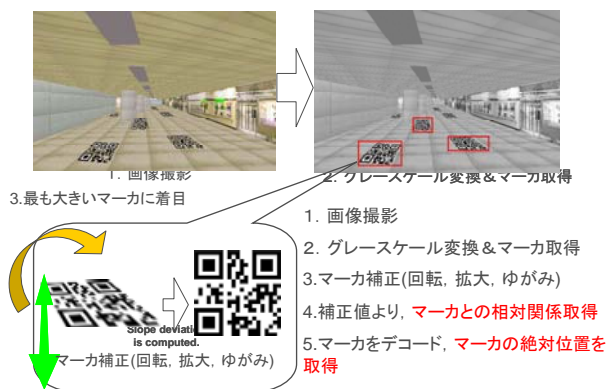 1. 画像撮影
2. グレースケール変換＆マーカ取得
3.最も大きいマーカに着目
1. 画像撮影
2. グレースケール変換＆マーカ取得
3.マーカ補正(回転, 拡大, ゆがみ)
4.補正値より, マーカとの相対関係取得
5.マーカをデコード, マーカの絶対位置を
取得
Slope deviatio
is computed.
マーカ補正(回転, 拡大, ゆがみ)